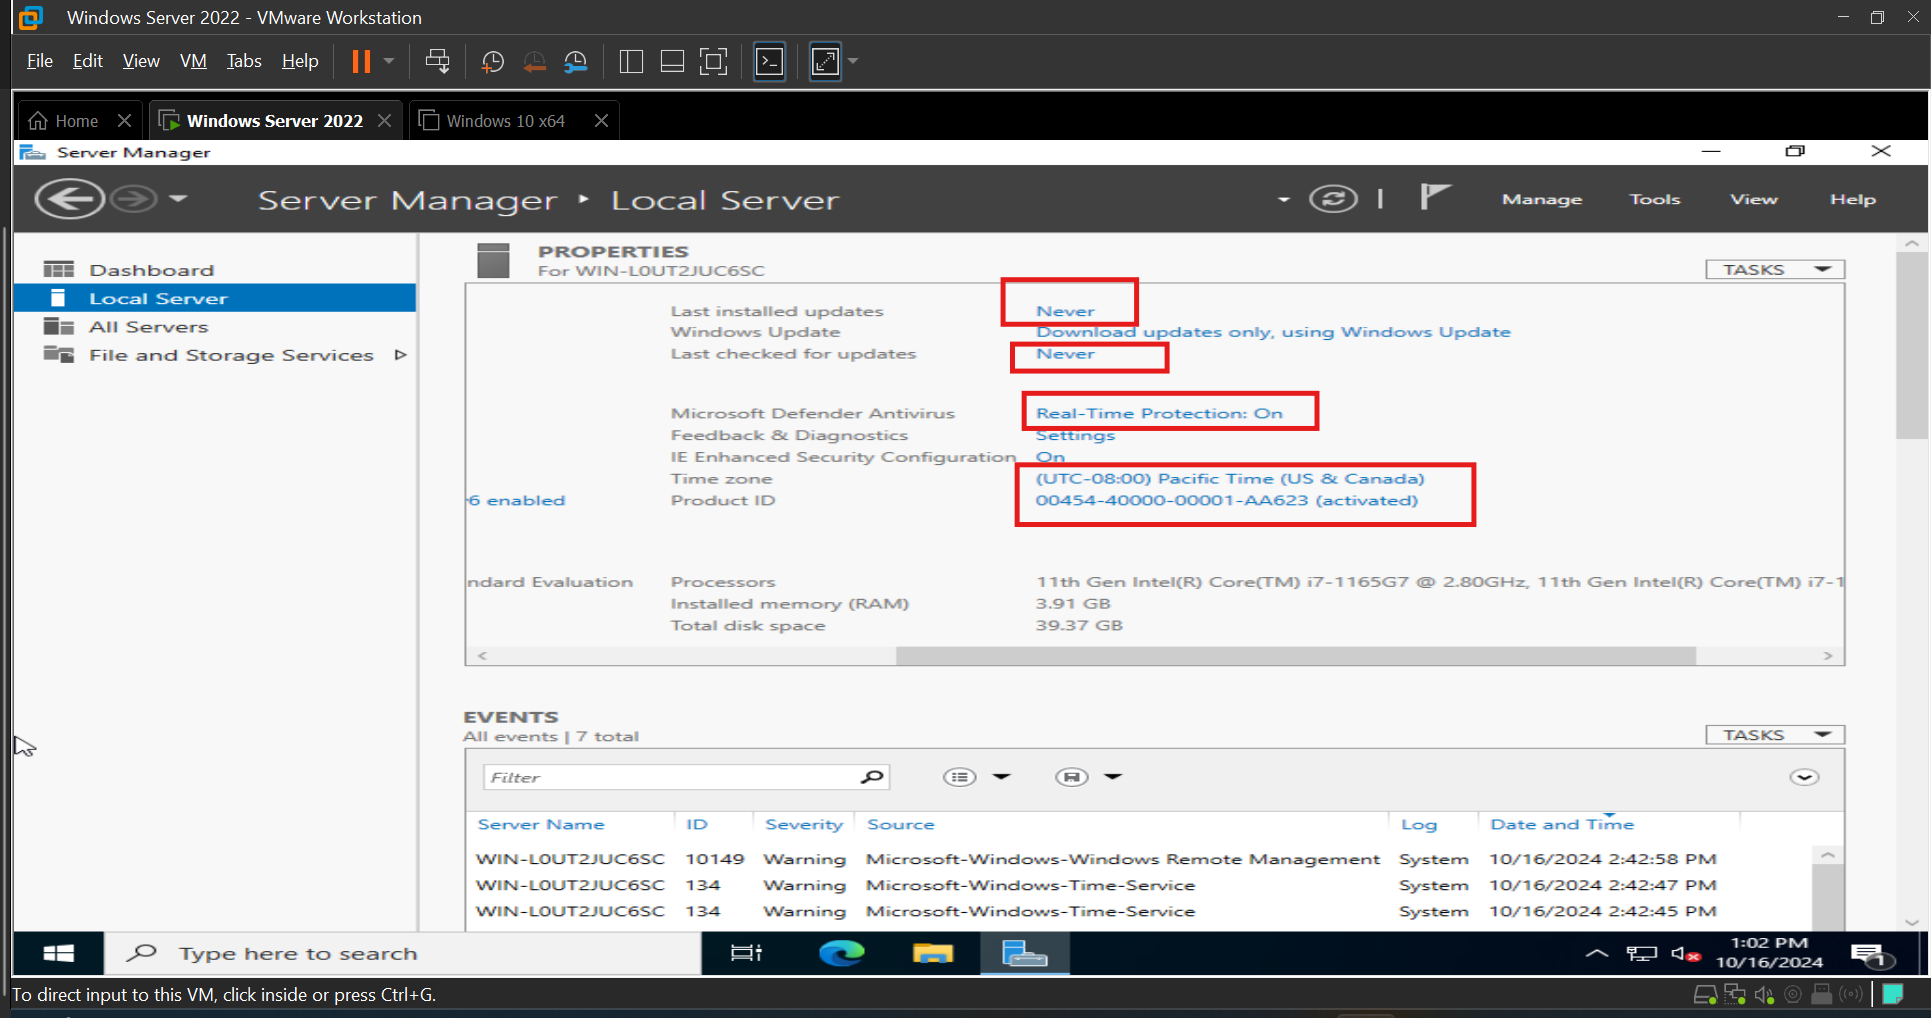 Windows Server 2022 - VMware Workstation
File Edit View VM Tabs Help
Home Windows Server 2022 Windows 10 x64
Server Manager
Server Manager Local Server
Manage Tools View Help
Dashboard
Local Server
All Servers
File and Storage Services
PROPERTIES
For WIN-L0UT2JUC6SC
TASKS
Last installed updates Never
Windows Update Download updates only, using Windows Update
Last checked for updates Never
Microsoft Defender Antivirus Real-Time Protection: On
Feedback & Diagnostics Settings
IE Enhanced Security Configuration On
Time zone (UTC-08:00) Pacific Time (US & Canada)
6 enabled Product ID 00454-40000-00001-AA623 (activated)
ndard Evaluation Processors 11th Gen Intel(R) Core(TM) i7-1165G7 @ 2.80GHz, 11th Gen Intel(R) Core(TM) i7-1
Installed memory (RAM) 3.91 GB
Total disk space 39.37 GB
EVENTS
All events | 7 total
TASKS
Filter
Server Name ID Severity Source Log Date and Time
WIN-L0UT2JUC6SC 10149 Warning Microsoft-Windows-Windows Remote Management System 10/16/2024 2:42:58 PM
WIN-L0UT2JUC6SC 134 Warning Microsoft-Windows-Time-Service System 10/16/2024 2:42:47 PM
WIN-L0UT2JUC6SC 134 Warning Microsoft-Windows-Time-Service System 10/16/2024 2:42:45 PM
Type here to search
1:02 PM
10/16/2024
1
To direct input to this VM, click inside or press Ctrl+G.